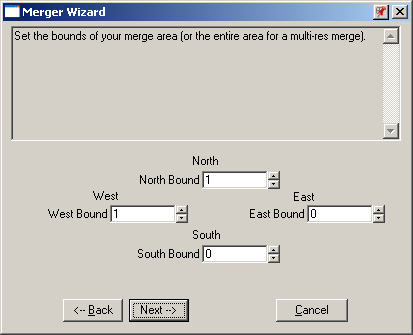 Merger Wizard
Set the bounds of your merge area (or the entire area for a multi-res merge).
North
North Bound 1
West East
West Bound 1 East Bound 0
South
South Bound 0
<-- Back Next --> Cancel